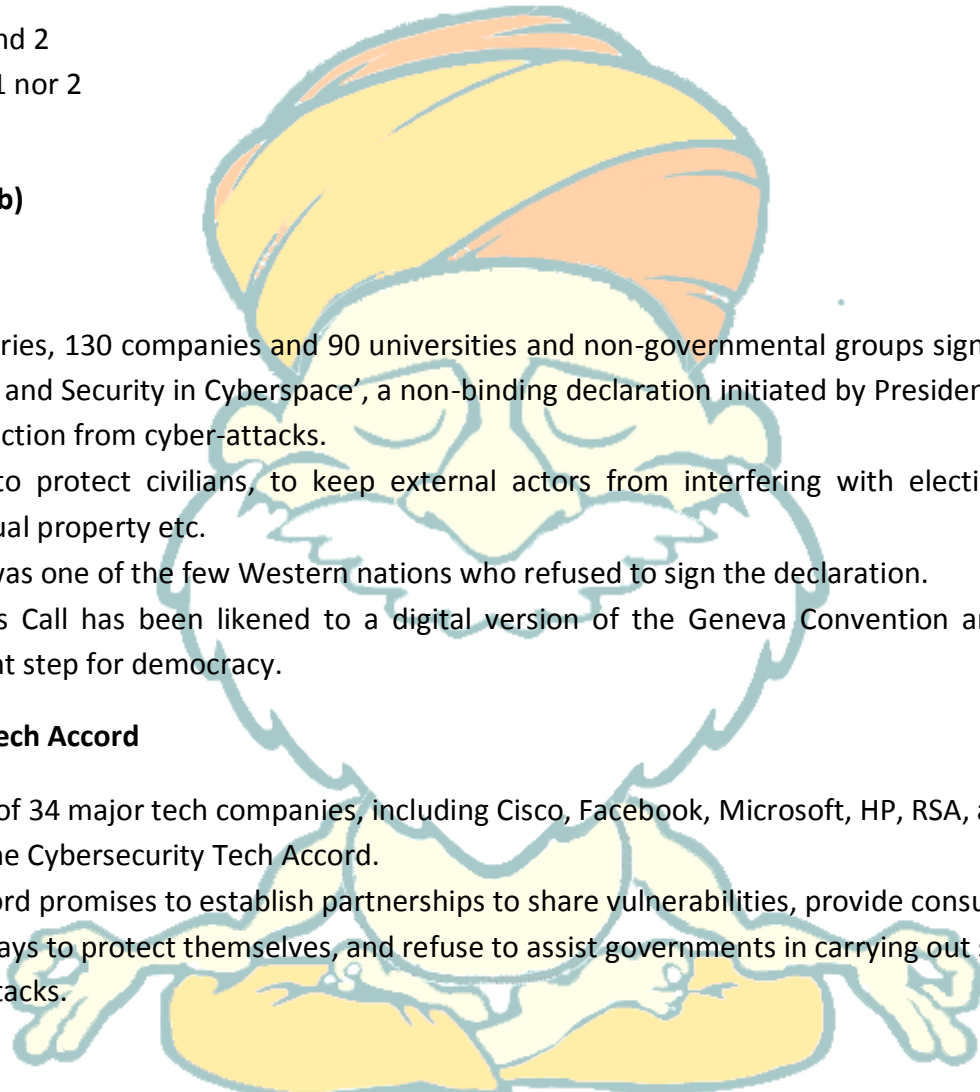 nd 2
1 nor 2
b)
ries, 130 companies and 90 universities and non-governmental groups sign
and Security in Cyberspace’, a non-binding declaration initiated by Presiden
ction from cyber-attacks.
to protect civilians, to keep external actors from interfering with electi
ual property etc.
was one of the few Western nations who refused to sign the declaration.
s Call has been likened to a digital version of the Geneva Convention a
nt step for democracy.
ech Accord
of 34 major tech companies, including Cisco, Facebook, Microsoft, HP, RSA, a
ne Cybersecurity Tech Accord.
ord promises to establish partnerships to share vulnerabilities, provide consu
ays to protect themselves, and refuse to assist governments in carrying out s
tacks.